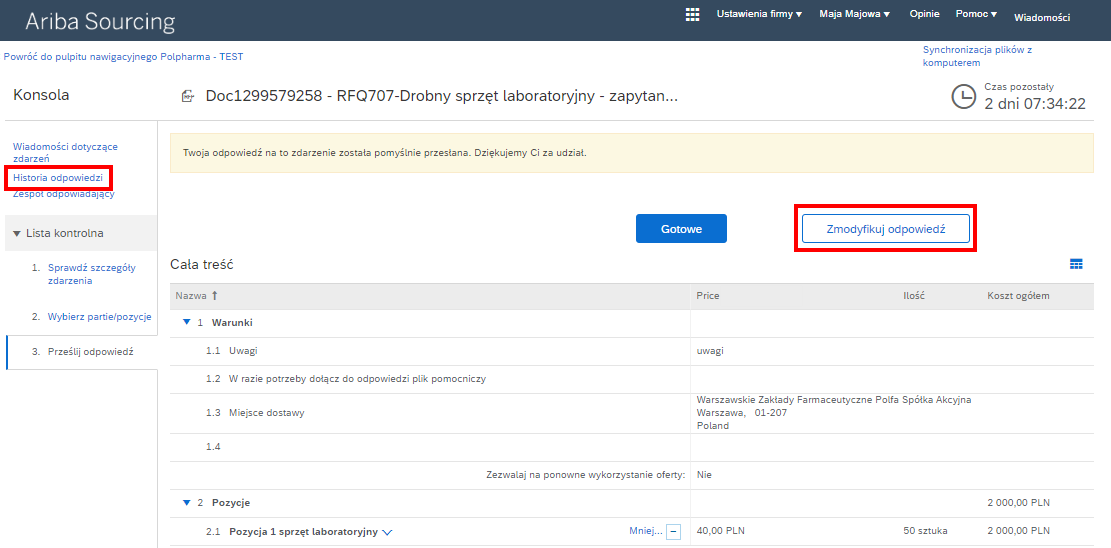 Ariba Sourcing
Ustawienia firmy ▾ Maja Majowa ▾ Opinie Pomoc ▾ Wiadomości
Powróć do pulpitu nawigacyjnego Polpharma - TEST
Synchronizacja plików z
komputerem
Konsola
Doc1299579258 - RFQ707-Drobny sprzęt laboratoryjny - zapytan...
Czas pozostały
2 dni 07:34:22
Wiadomości dotyczące
zdarzeń
Historia odpowiedzi
Zespół odpowiadający
Twoja odpowiedź na to zdarzenie została pomyślnie przesłana. Dziękujemy Ci za udział.
▼ Lista kontrolna
1. Sprawdź szczegóły
zdarzenia
2. Wybierz partie/pozycje
3. Prześlij odpowiedź
Gotowe
Zmodyfikuj odpowiedź
Cała treść
Nazwa ↑ Price Ilość Koszt ogółem
▼ 1 Warunki
1.1 Uwagi uwagi
1.2 W razie potrzeby dołącz do odpowiedzi plik pomocniczy
1.3 Miejsce dostawy Warszawskie Zakłady Farmaceutyczne Polfa Spółka Akcyjna
Warszawa, 01-207
Poland
1.4
Zezwalaj na ponowne wykorzystanie oferty: Nie
▼ 2 Pozycje 2 000,00 PLN
2.1 Pozycja 1 sprzęt laboratoryjny Mniej... − 40,00 PLN 50 sztuka 2 000,00 PLN